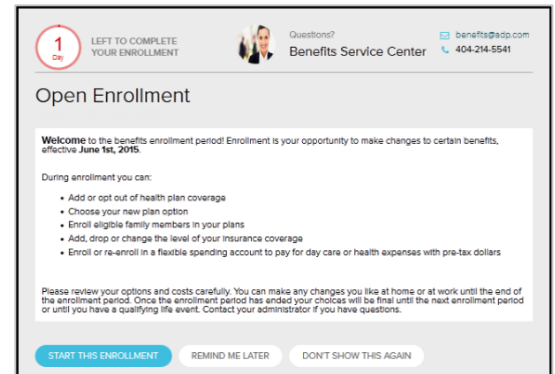 1
Day
LEFT TO COMPLETE
YOUR ENROLLMENT
Questions?
Benefits Service Center
benefits@adp.com
404-214-5541
Open Enrollment
Welcome to the benefits enrollment period! Enrollment is your opportunity to make changes to certain benefits,
effective June 1st, 2015.
During enrollment you can:
• Add or opt out of health plan coverage
• Choose your new plan option
• Enroll eligible family members in your plans
• Add, drop or change the level of your insurance coverage
• Enroll or re-enroll in a flexible spending account to pay for day care or health expenses with pre-tax dollars
Please review your options and costs carefully. You can make any changes you like at home or at work until the end of
the enrollment period. Once the enrollment period has ended your choices will be final until the next enrollment period
or until you have a qualifying life event. Contact your administrator if you have questions.
START THIS ENROLLMENT
REMIND ME LATER
DON'T SHOW THIS AGAIN